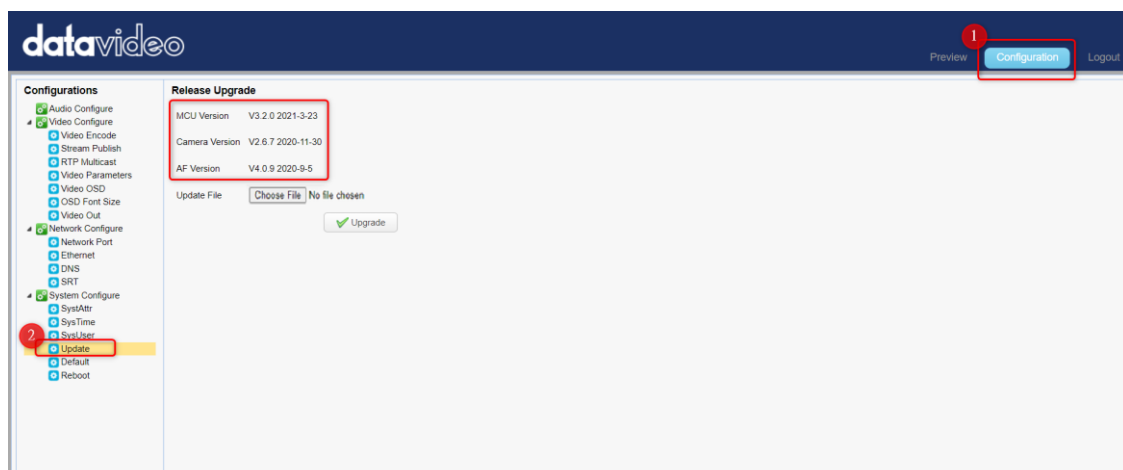 datavideo
1
Preview Configuration Logout
Configurations
Audio Configure
Video Configure
Video Encode
Stream Publish
RTP Multicast
Video Parameters
Video OSD
OSD Font Size
Video Out
Network Configure
Network Port
Ethernet
DNS
SRT
System Configure
SystAttr
SysTime
2 SysUser
Update
Default
Reboot
Release Upgrade
MCU Version V3.2.0 2021-3-23
Camera Version V2.6.7 2020-11-30
AF Version V4.0.9 2020-9-5
Update File Choose File No file chosen
Upgrade